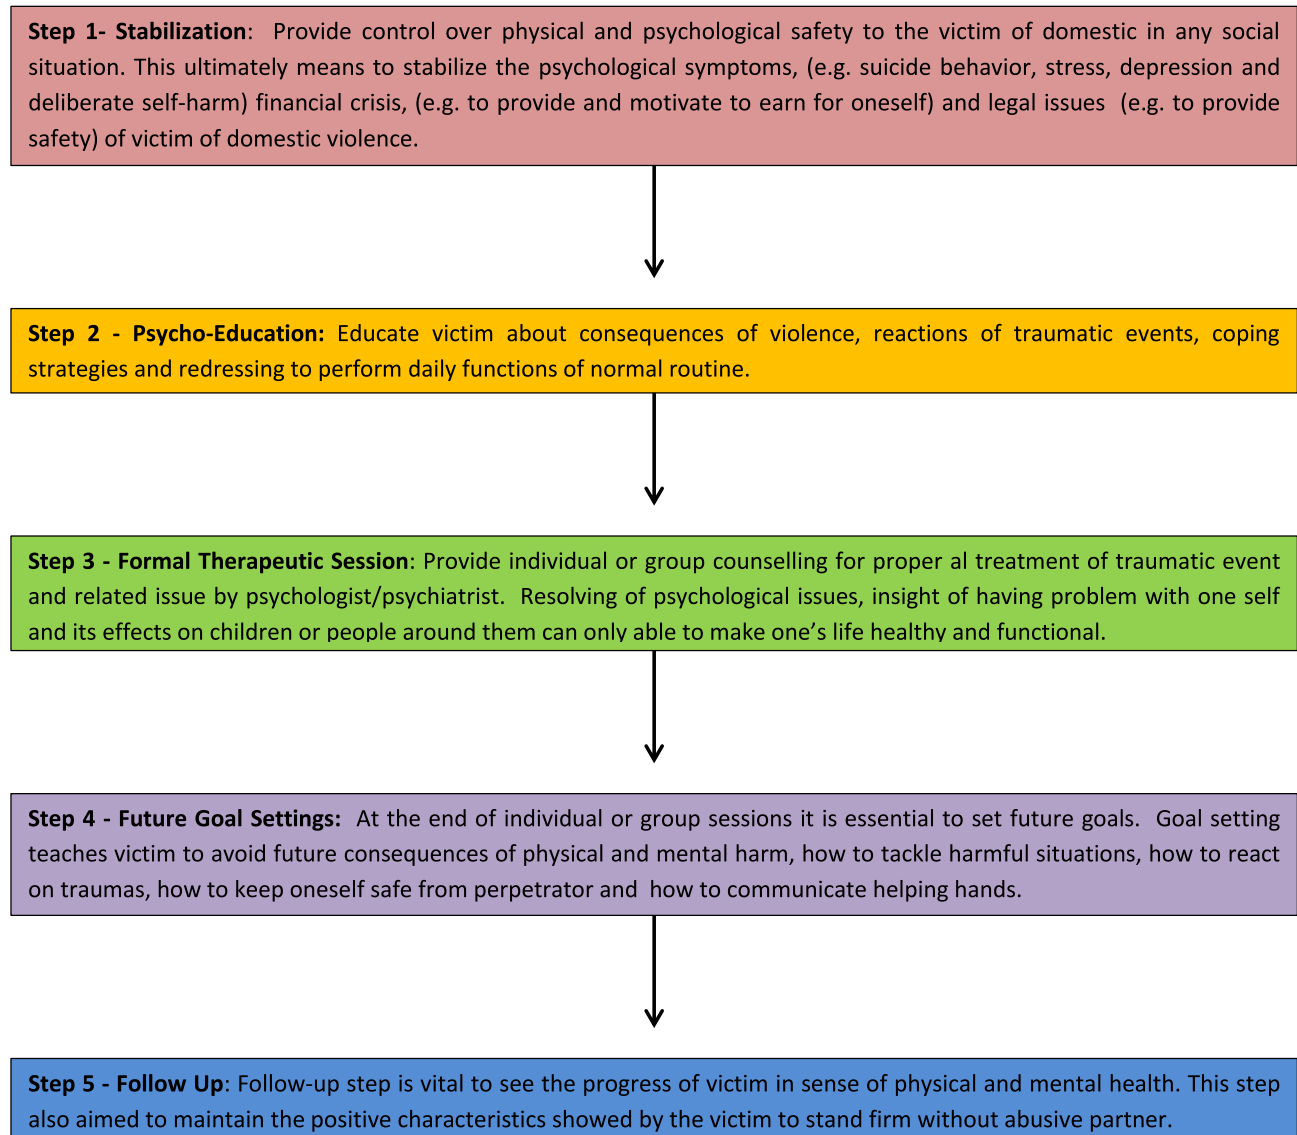 Step 1- Stabilization:  Provide control over physical and psychological safety to the victim of domestic in any social
situation. This ultimately means to stabilize the psychological symptoms, (e.g. suicide behavior, stress, depression and
deliberate self-harm) financial crisis, (e.g. to provide and motivate to earn for oneself) and legal issues  (e.g. to provide
safety) of victim of domestic violence.
Step 2 - Psycho-Education: Educate victim about consequences of violence, reactions of traumatic events, coping
strategies and redressing to perform daily functions of normal routine.
Step 3 - Formal Therapeutic Session: Provide individual or group counselling for proper al treatment of traumatic event
and related issue by psychologist/psychiatrist.  Resolving of psychological issues, insight of having problem with one self
and its effects on children or people around them can only able to make one’s life healthy and functional.
Step 4 - Future Goal Settings:  At the end of individual or group sessions it is essential to set future goals.  Goal setting
teaches victim to avoid future consequences of physical and mental harm, how to tackle harmful situations, how to react
on traumas, how to keep oneself safe from perpetrator and  how to communicate helping hands.
Step 5 - Follow Up: Follow-up step is vital to see the progress of victim in sense of physical and mental health. This step
also aimed to maintain the positive characteristics showed by the victim to stand firm without abusive partner.